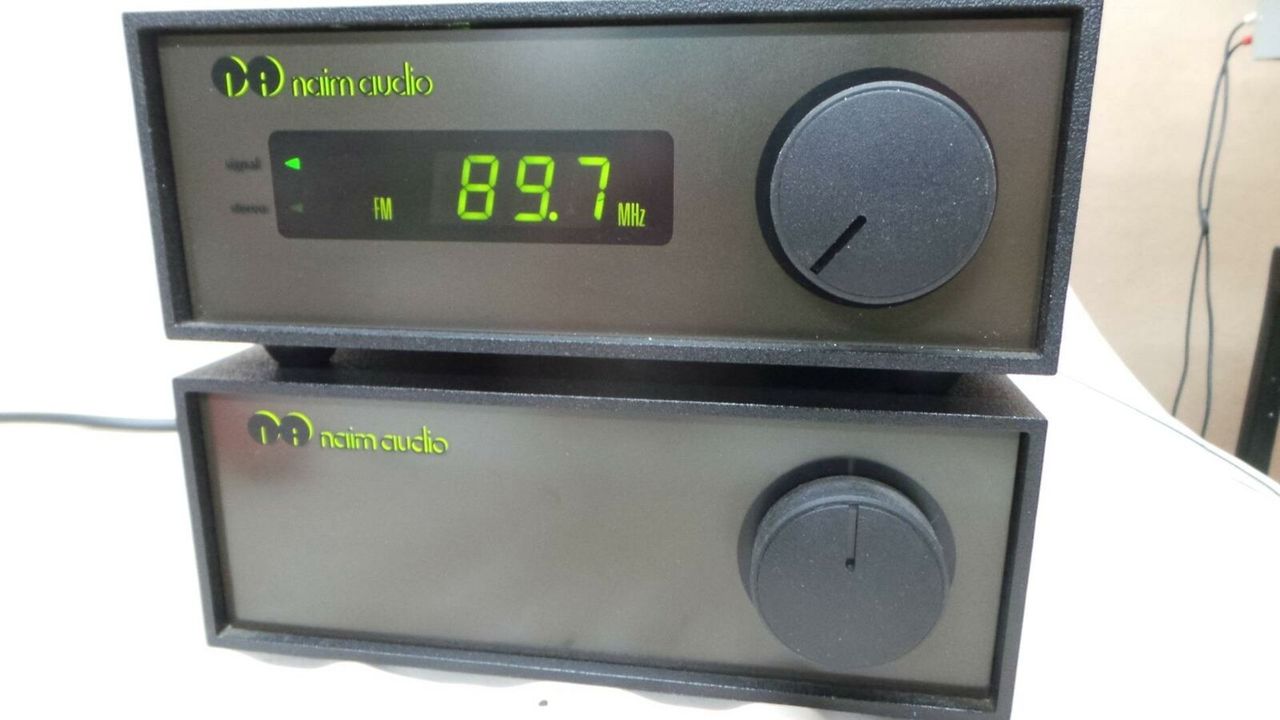 naim audio
signal
FM 89.7 MHz
stereo
naim audio